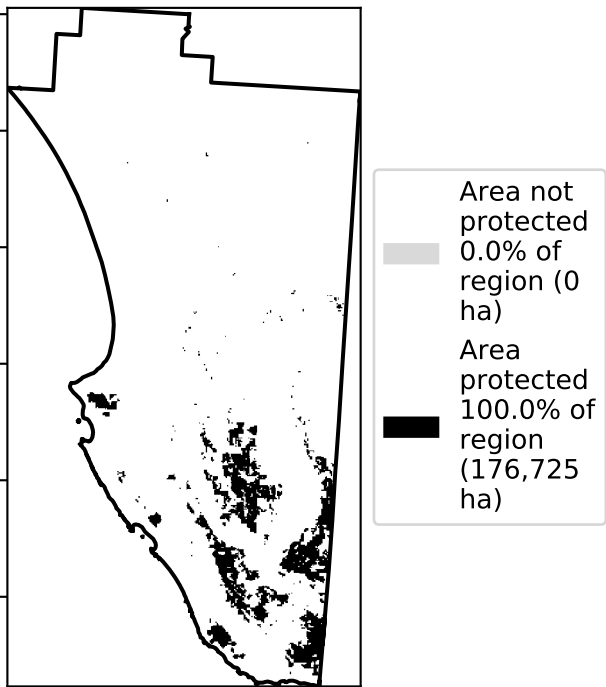 Area not
protected
0.0% of
region (0
ha)
Area
protected
100.0% of
region
(176,725
ha)